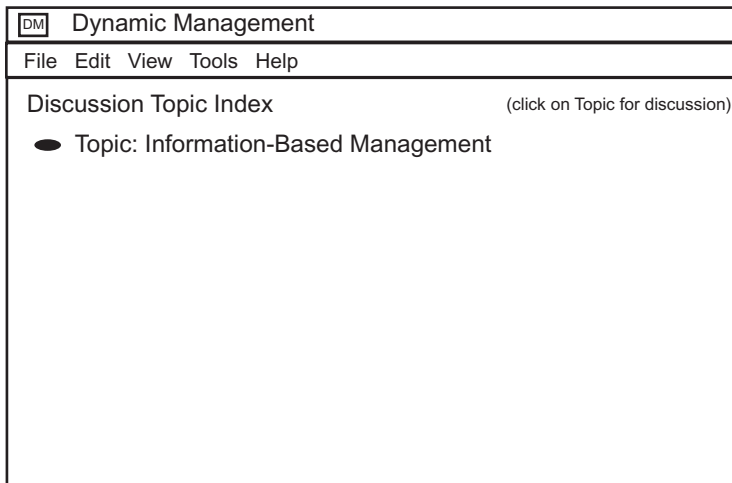 DM Dynamic Management
File Edit View Tools Help
Discussion Topic Index (click on Topic for discussion)
Topic: Information-Based Management